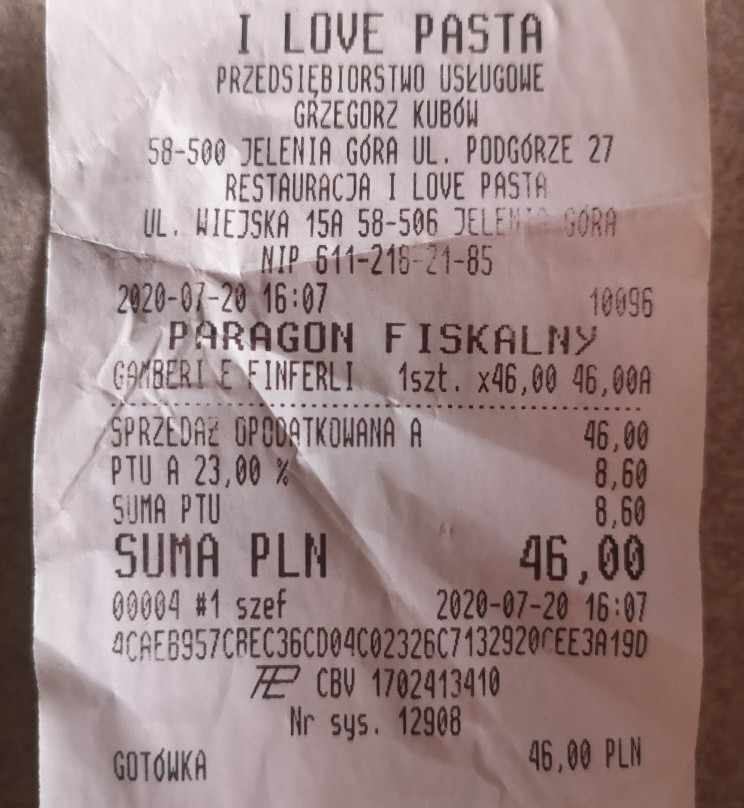 I LOVE PASTA
PRZEDSIĘBIORSTWO USŁUGOWE
GRZEGORZ KUBÓW
58-500 JELENIA GÓRA UL. PODGÓRZE 27
RESTAURACJA I LOVE PASTA
UL. WIEJSKA 15A 58-506 JELENIA GÓRA
NIP 611-218-21-85
2020-07-20 16:07 10096
PARAGON FISKALNY
GAMBERI E FINFERLI 1szt. x46,00 46,00A
SPRZEDAŻ OPODATKOWANA A 46,00
PTU A 23,00 % 8,60
SUMA PTU 8,60
SUMA PLN 46,00
00004 #1 szef 2020-07-20 16:07
CBV 1702413410
Nr sys. 12908
GOTÓWKA 46,00 PLN